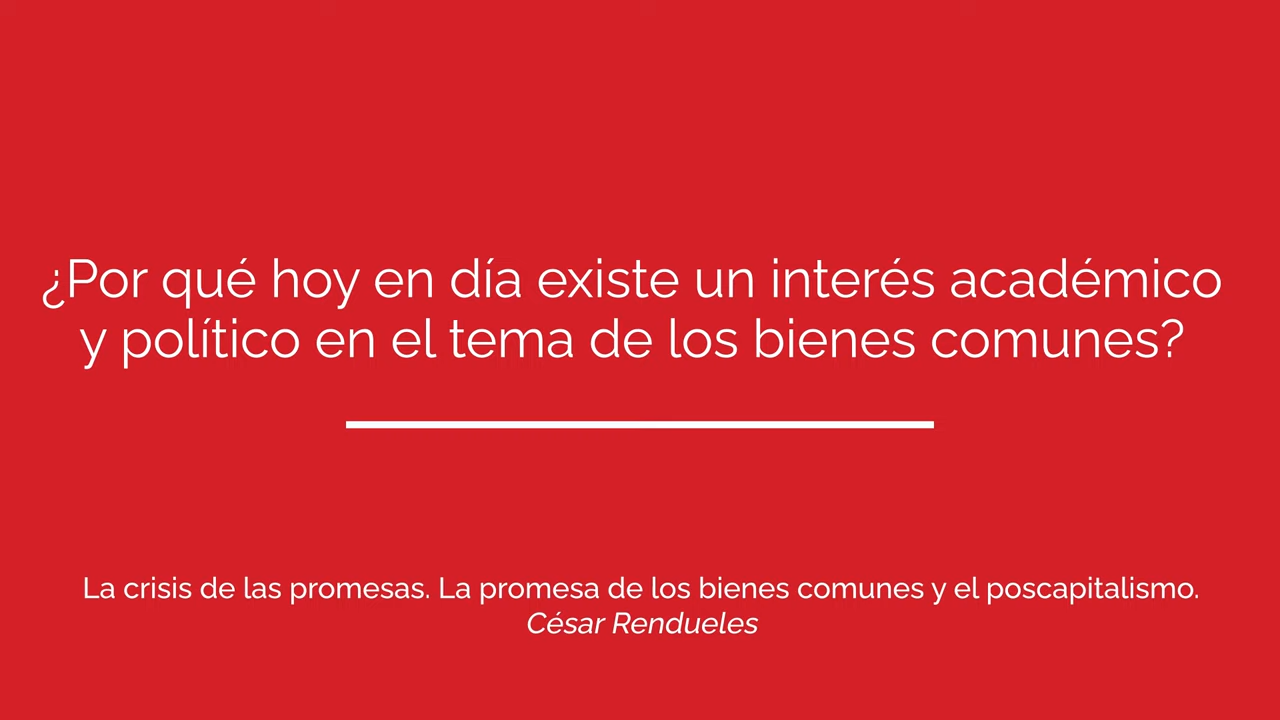 ¿Por qué hoy en día existe un interés académico
y político en el tema de los bienes comunes?
La crisis de las promesas. La promesa de los bienes comunes y el poscapitalismo.
César Rendueles